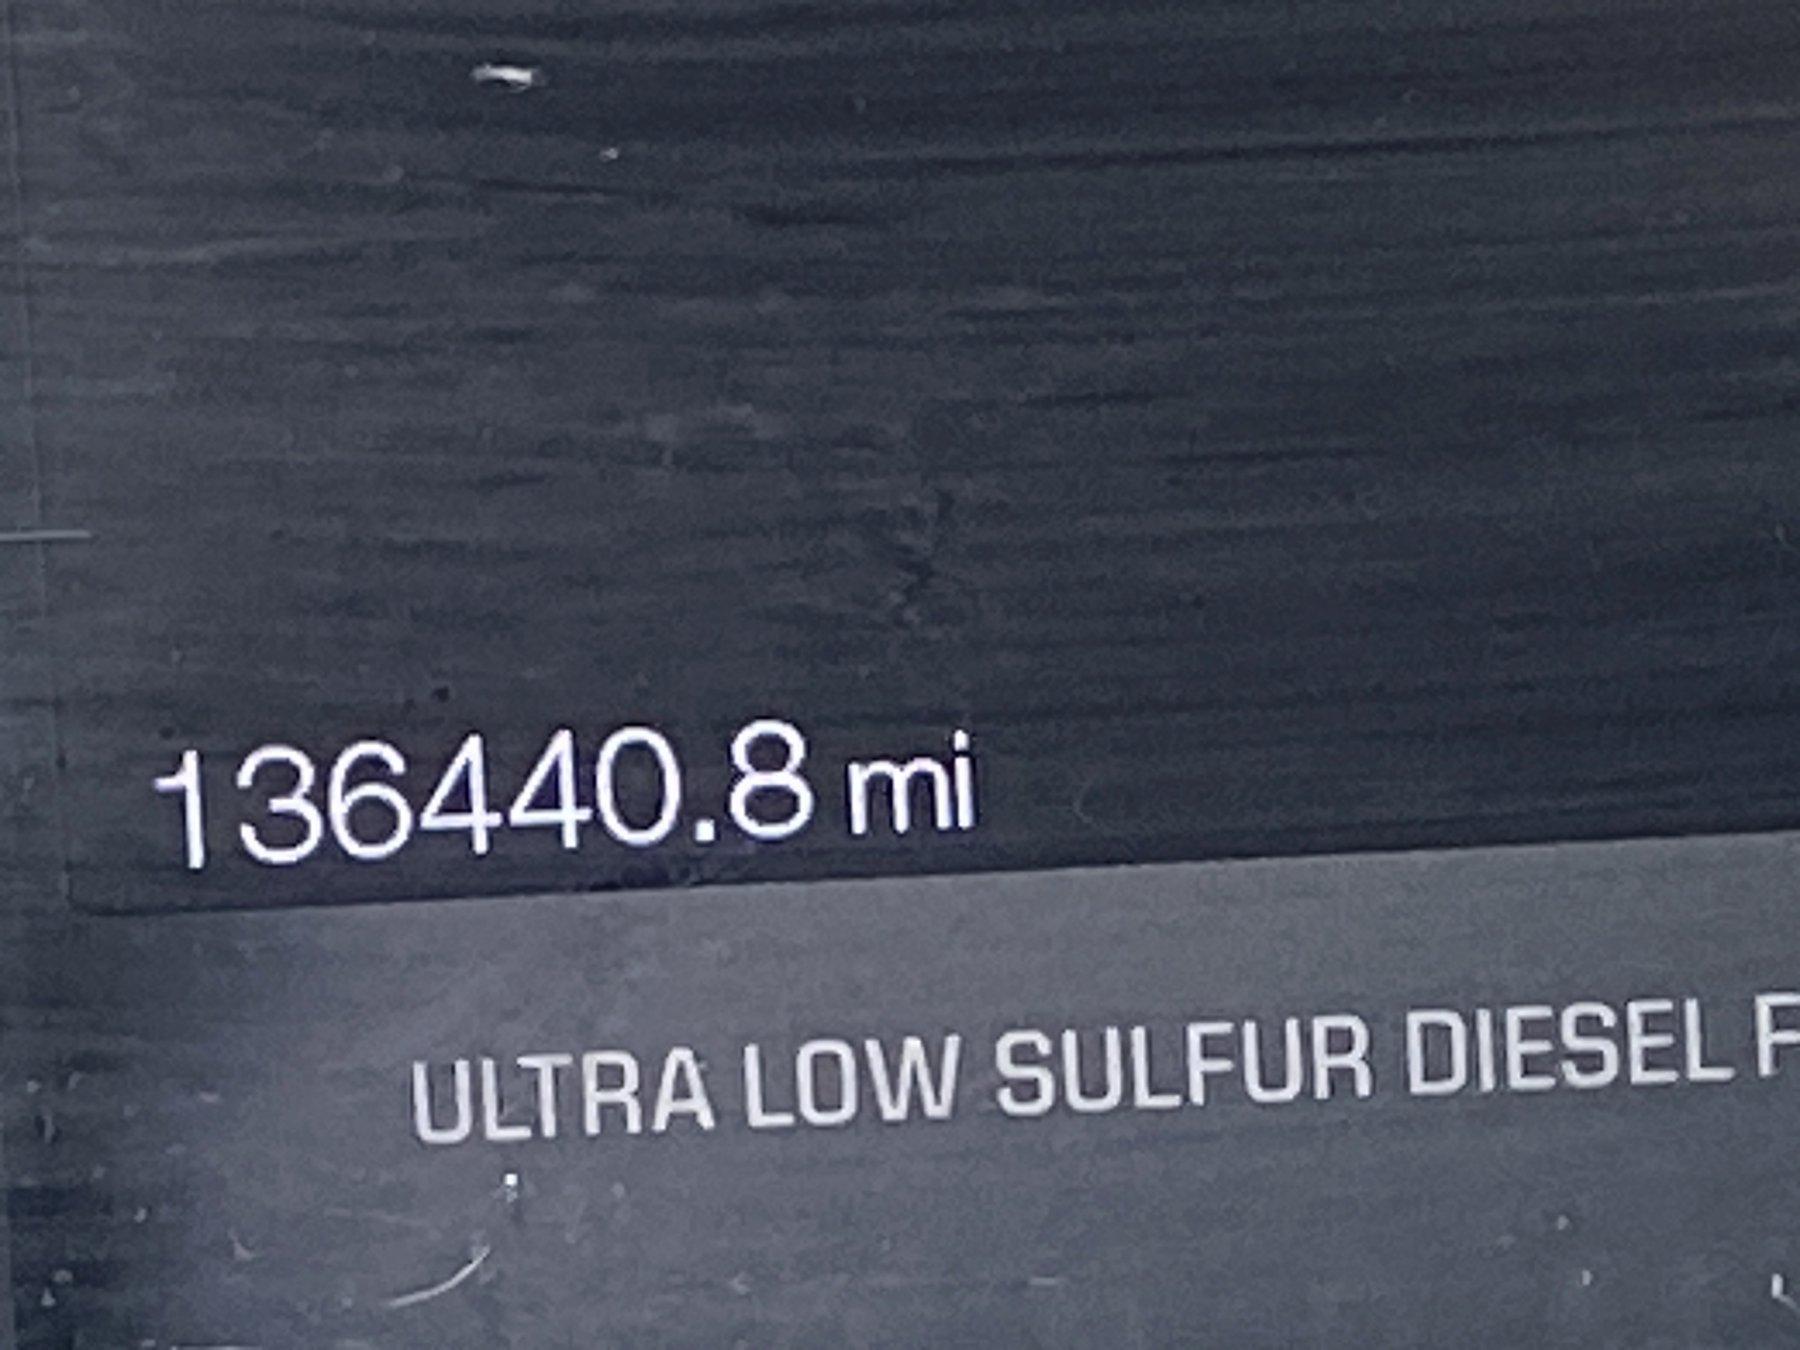 136440.8 mi
ULTRA LOW SULFUR DIESEL